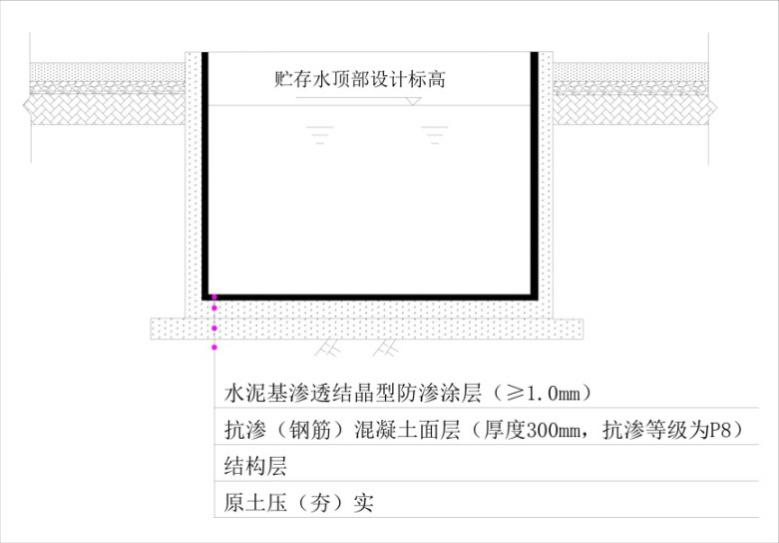 贮存水顶部设计标高
水泥基渗透结晶型防渗涂层（≥1.0mm）
抗渗（钢筋）混凝土面层（厚度300mm，抗渗等级为P8）
结构层
原土压（夯）实